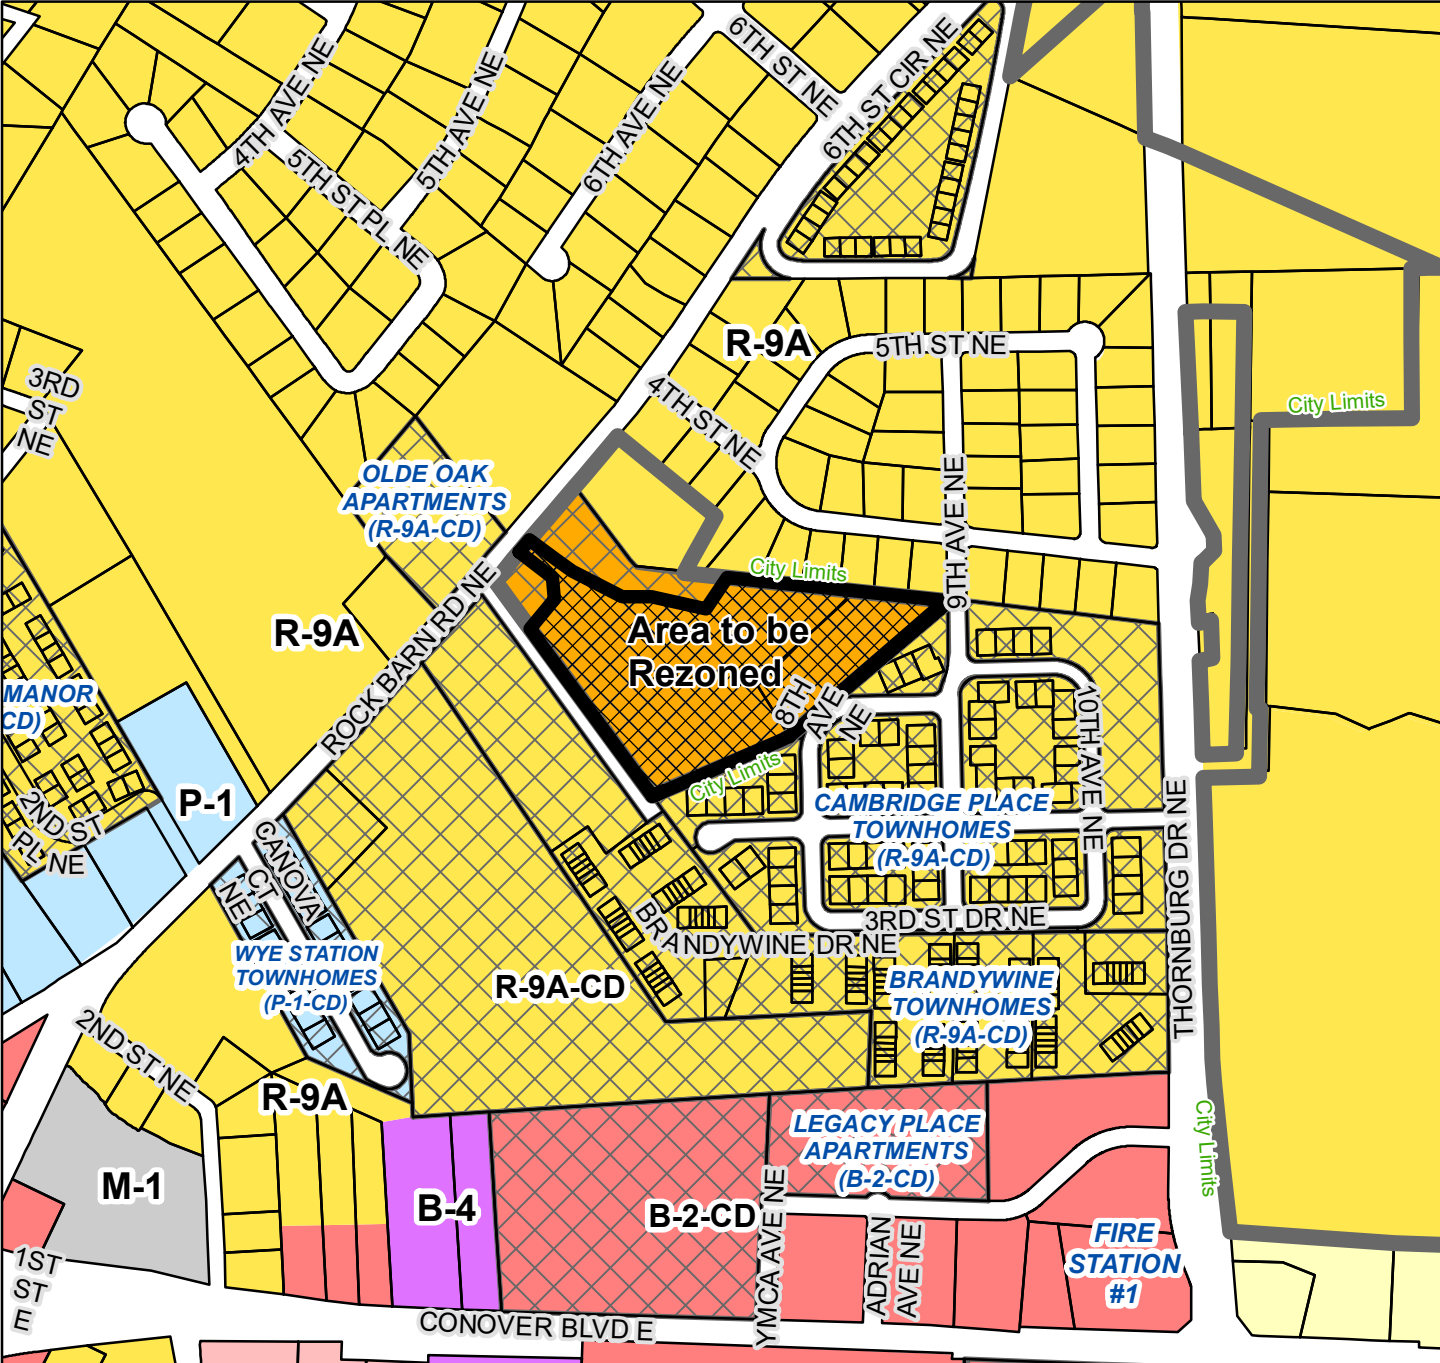 4TH AVE NE
5TH AVE NE
6TH AVE NE
6TH ST NE
6TH ST CIR NE
5TH ST PL NE
3RD
ST
NE
R-9A
5TH ST NE
4TH ST NE
City Limits
OLDE OAK
APARTMENTS
(R-9A-CD)
9TH AVE NE
City Limits
ROCK BARN RD NE
R-9A
Area to be
Rezoned
MANOR
CD)
8TH
AVE
NE
10TH AVE NE
City Limits
P-1
2ND ST
PL NE
CANOVA
CT
NE
CAMBRIDGE PLACE
TOWNHOMES
(R-9A-CD)
THORNBURG DR NE
3RD ST DR NE
BRANDYWINE DR NE
WYE STATION
TOWNHOMES
(P-1-CD)
R-9A-CD
BRANDYWINE
TOWNHOMES
(R-9A-CD)
2ND ST NE
R-9A
LEGACY PLACE
APARTMENTS
(B-2-CD)
City Limits
M-1
B-4
B-2-CD
YMCA AVE NE
ADRIAN
AVE NE
FIRE
STATION
#1
1ST
ST
E
CONOVER BLVD E